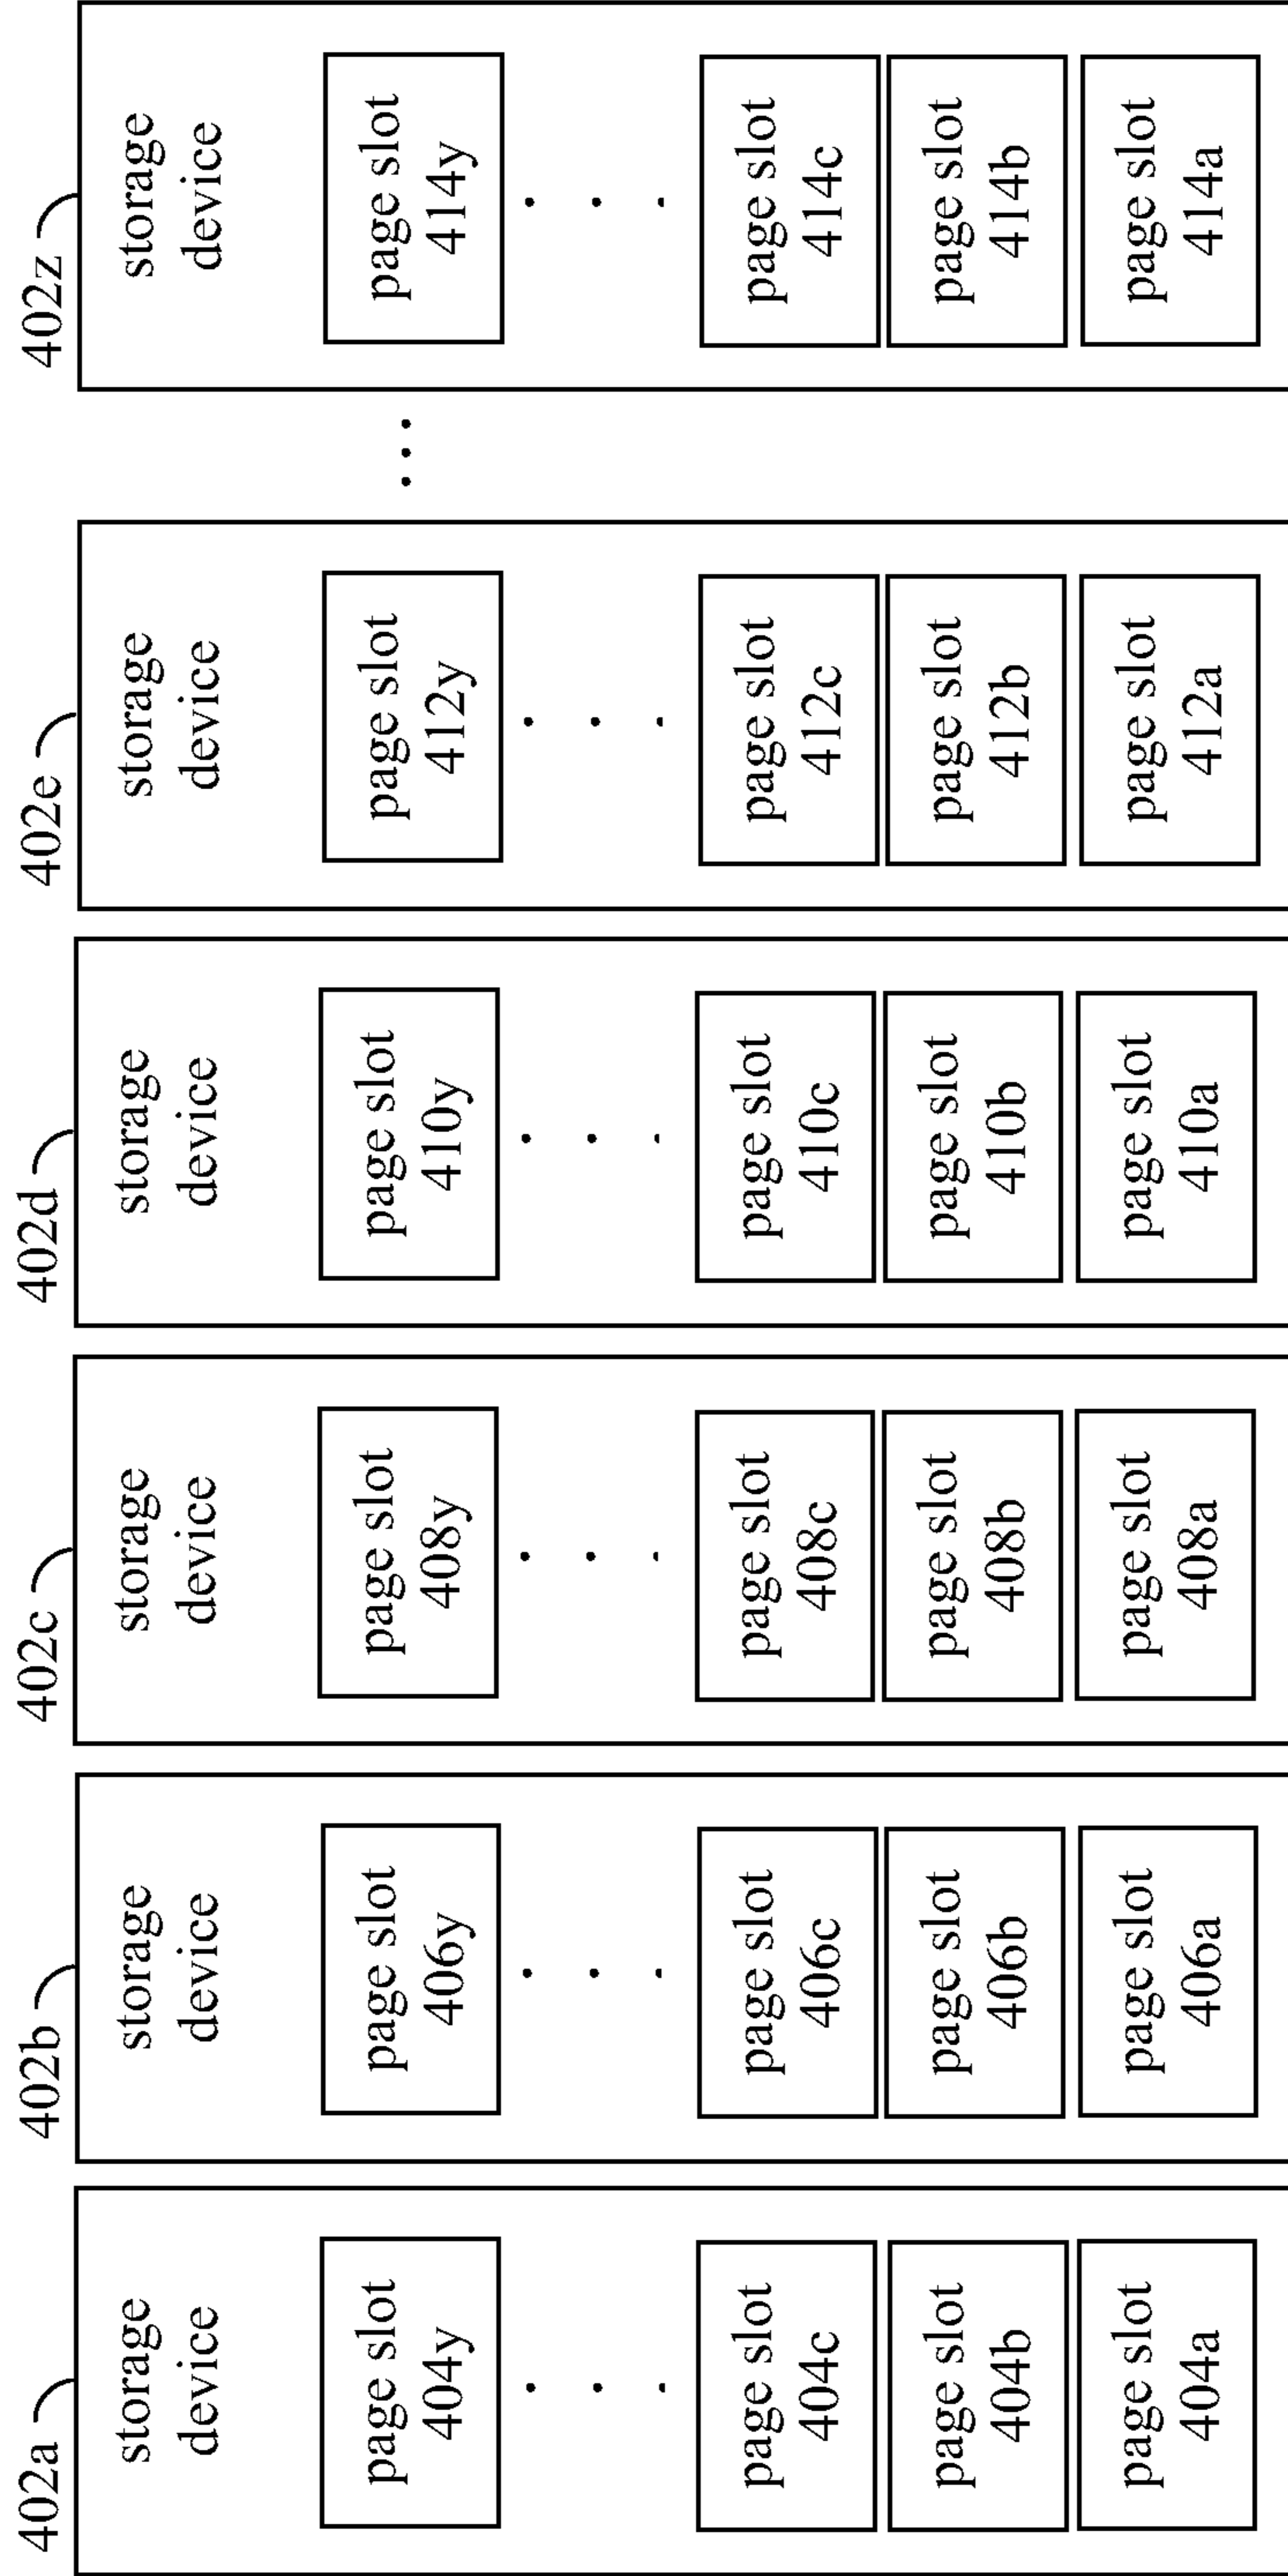 402a
storage
device
page slot
404y
. . .
page slot
404c
page slot
404b
page slot
404a
402b
storage
device
page slot
406y
. . .
page slot
406c
page slot
406b
page slot
406a
402c
storage
device
page slot
408y
. . .
page slot
408c
page slot
408b
page slot
408a
402d
storage
device
page slot
410y
. . .
page slot
410c
page slot
410b
page slot
410a
402e
storage
device
page slot
412y
. . .
page slot
412c
page slot
412b
page slot
412a
...
402z
storage
device
page slot
414y
. . .
page slot
414c
page slot
414b
page slot
414a